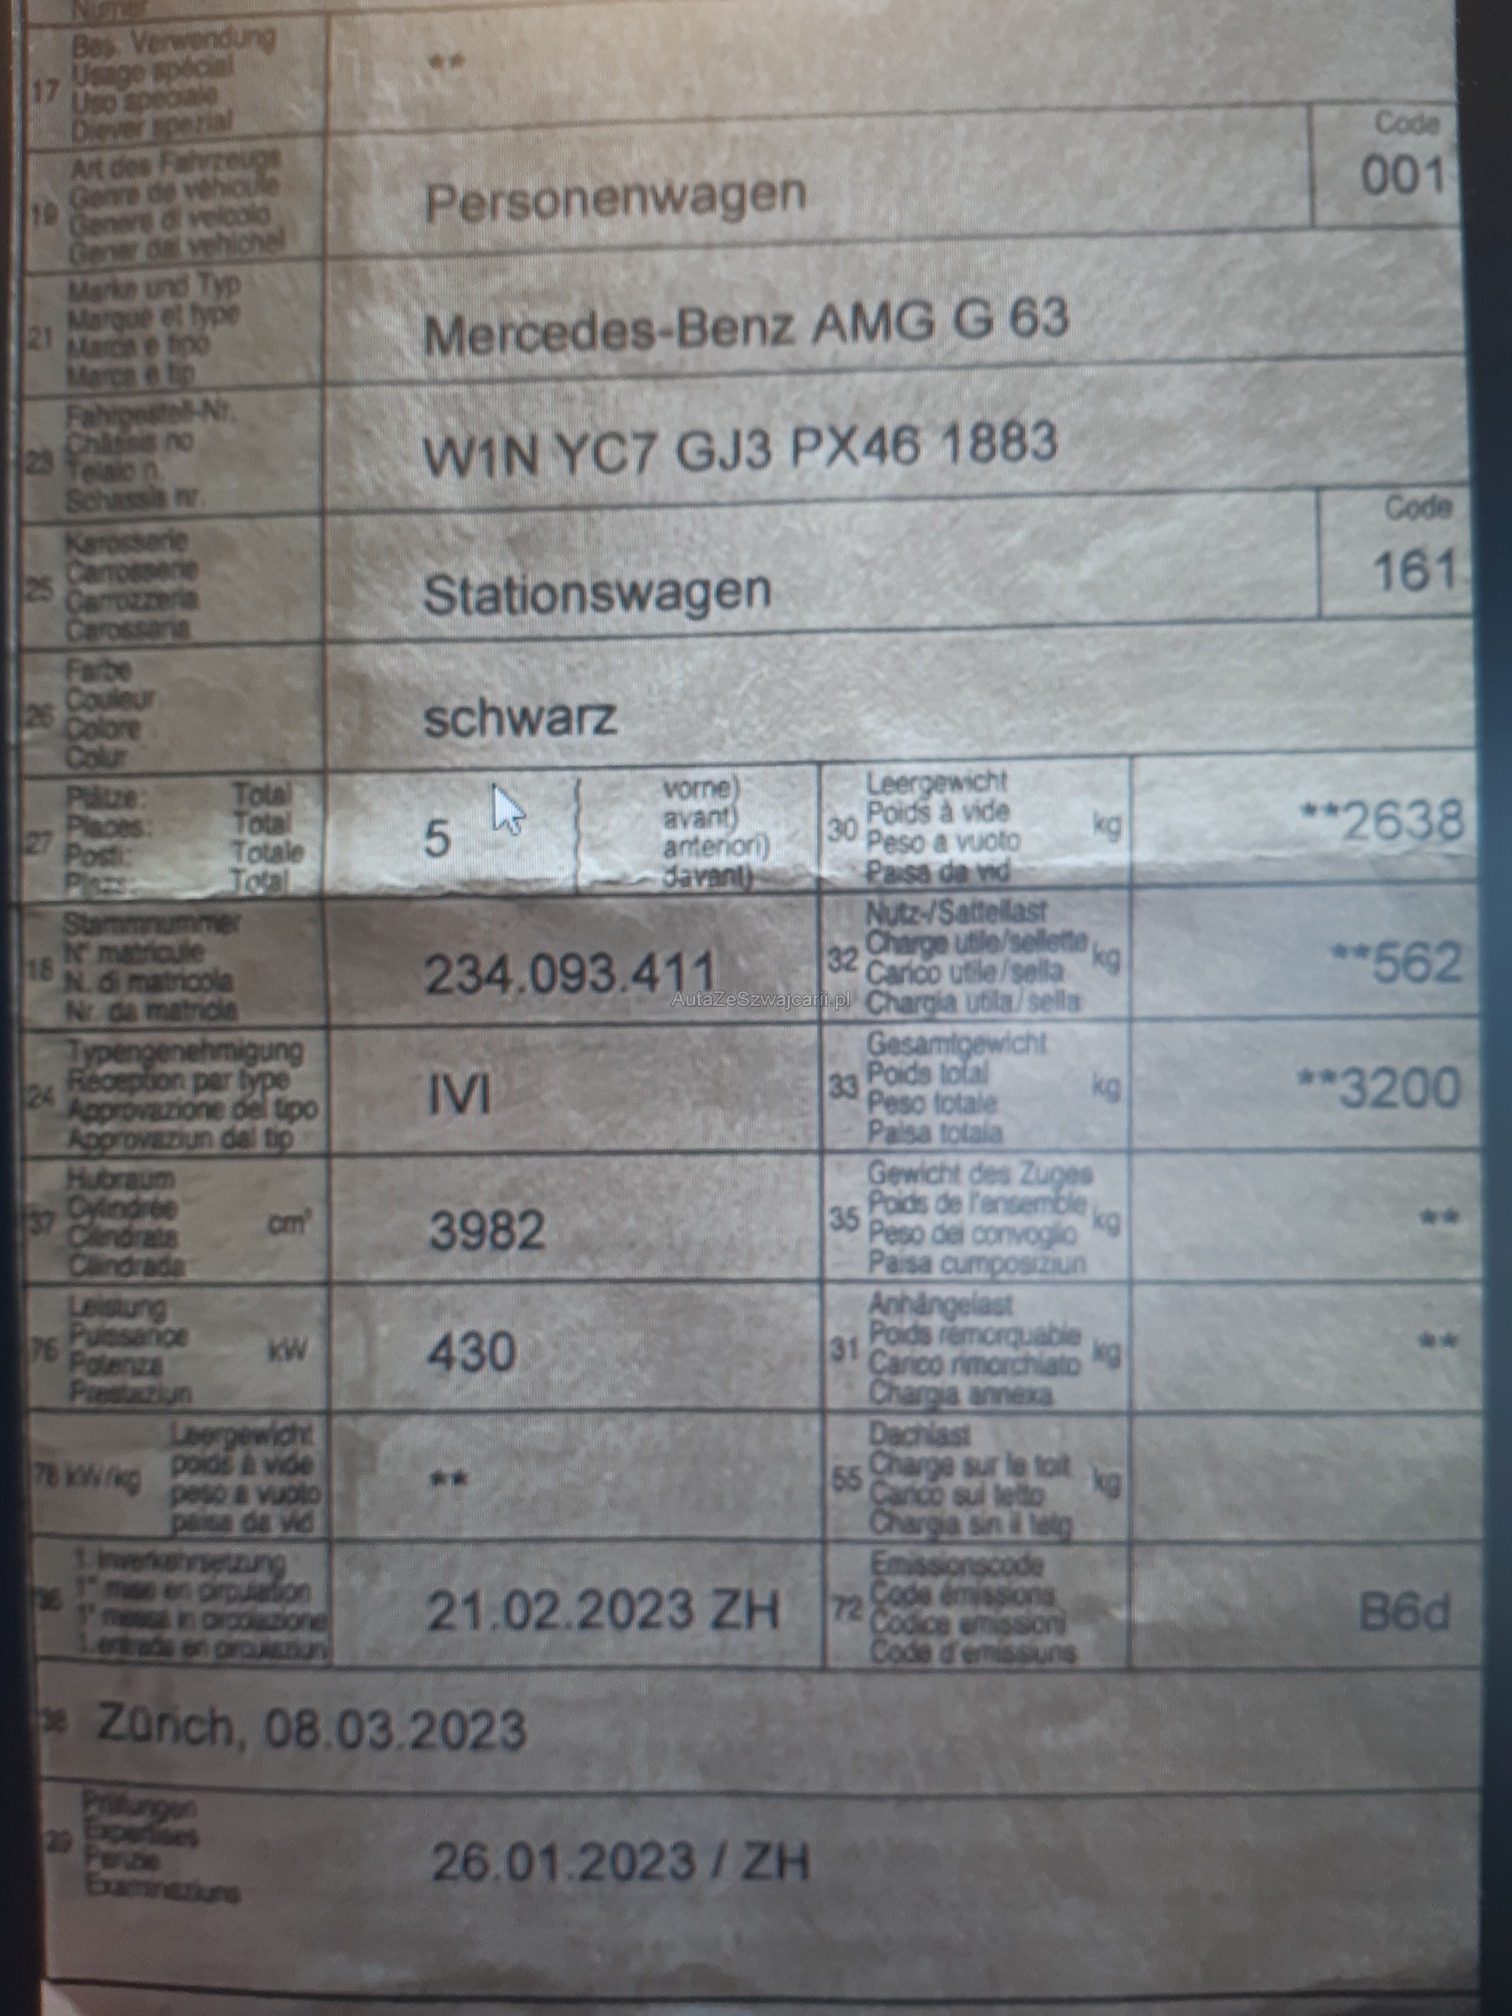 17 Bes. Verwendung
Usage spécial
Uso speciale
Diever spezial
**
19 Art des Fahrzeugs
Genre de véhicule
Genere di veicolo
Gener dal vehichel
Personenwagen
Code
001
21 Marke und Typ
Marque et type
Marca e tipo
Marca e tip
Mercedes-Benz AMG G 63
23 Fahrgestell-Nr.
Châssis no
Telaio n.
Schassis nr.
W1N YC7 GJ3 PX46 1883
25 Karosserie
Carrosserie
Carrozzeria
Carossaria
Stationswagen
Code
161
26 Farbe
Couleur
Colore
Colur
schwarz
27 Plätze: Total
Places: Total
Posti: Totale
Plazs: Total
5
vorne)
avant)
anteriori)
davant)
30 Leergewicht
Poids à vide
Peso a vuoto
Paisa da vid
kg
**2638
18 Stammnummer
N° matricule
N. di matricola
Nr. da matricla
234.093.411
AutaZeSzwajcarii.pl
32 Nutz-/Sattellast
Charge utile/sellette
Carico utile/sella
Chargia utila/sella
kg
**562
24 Typengenehmigung
Réception par type
Approvazione del tipo
Approvaziun dal tip
IVI
33 Gesamtgewicht
Poids total
Peso totale
Paisa totala
kg
**3200
37 Hubraum
Cylindrée
Cilindrata
Cilindrada
cm³
3982
35 Gewicht des Zuges
Poids de l'ensemble
Peso del convoglio
Paisa cumposiziun
kg
**
76 Leistung
Puissance
Potenza
Prestaziun
kW
430
31 Anhängelast
Poids remorquable
Carico rimorchiato
Chargia annexa
kg
**
78 kW/kg
Leergewicht
poids à vide
peso a vuoto
paisa da vid
**
55 Dachlast
Charge sur le toit
Carico sul tetto
Chargia sin il tetg
kg
36 1. Inverkehrsetzung
1re mise en circulation
1a messa in circolazione
1. entrada en circulaziun
21.02.2023 ZH
72 Emissionscode
Code émissions
Codice emissioni
Code d'emissiuns
B6d
38 Zürich, 08.03.2023
39 Prüfungen
Expertises
Perizie
Examinaziuns
26.01.2023 / ZH